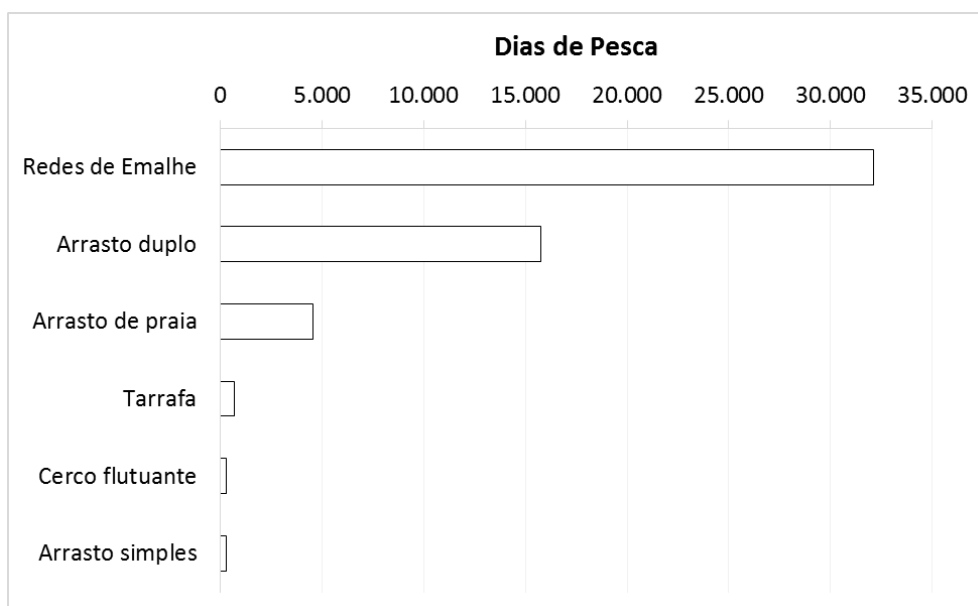 Dias de Pesca
0 5.000 10.000 15.000 20.000 25.000 30.000 35.000
Redes de Emalhe
Arrasto duplo
Arrasto de praia
Tarrafa
Cerco flutuante
Arrasto simples